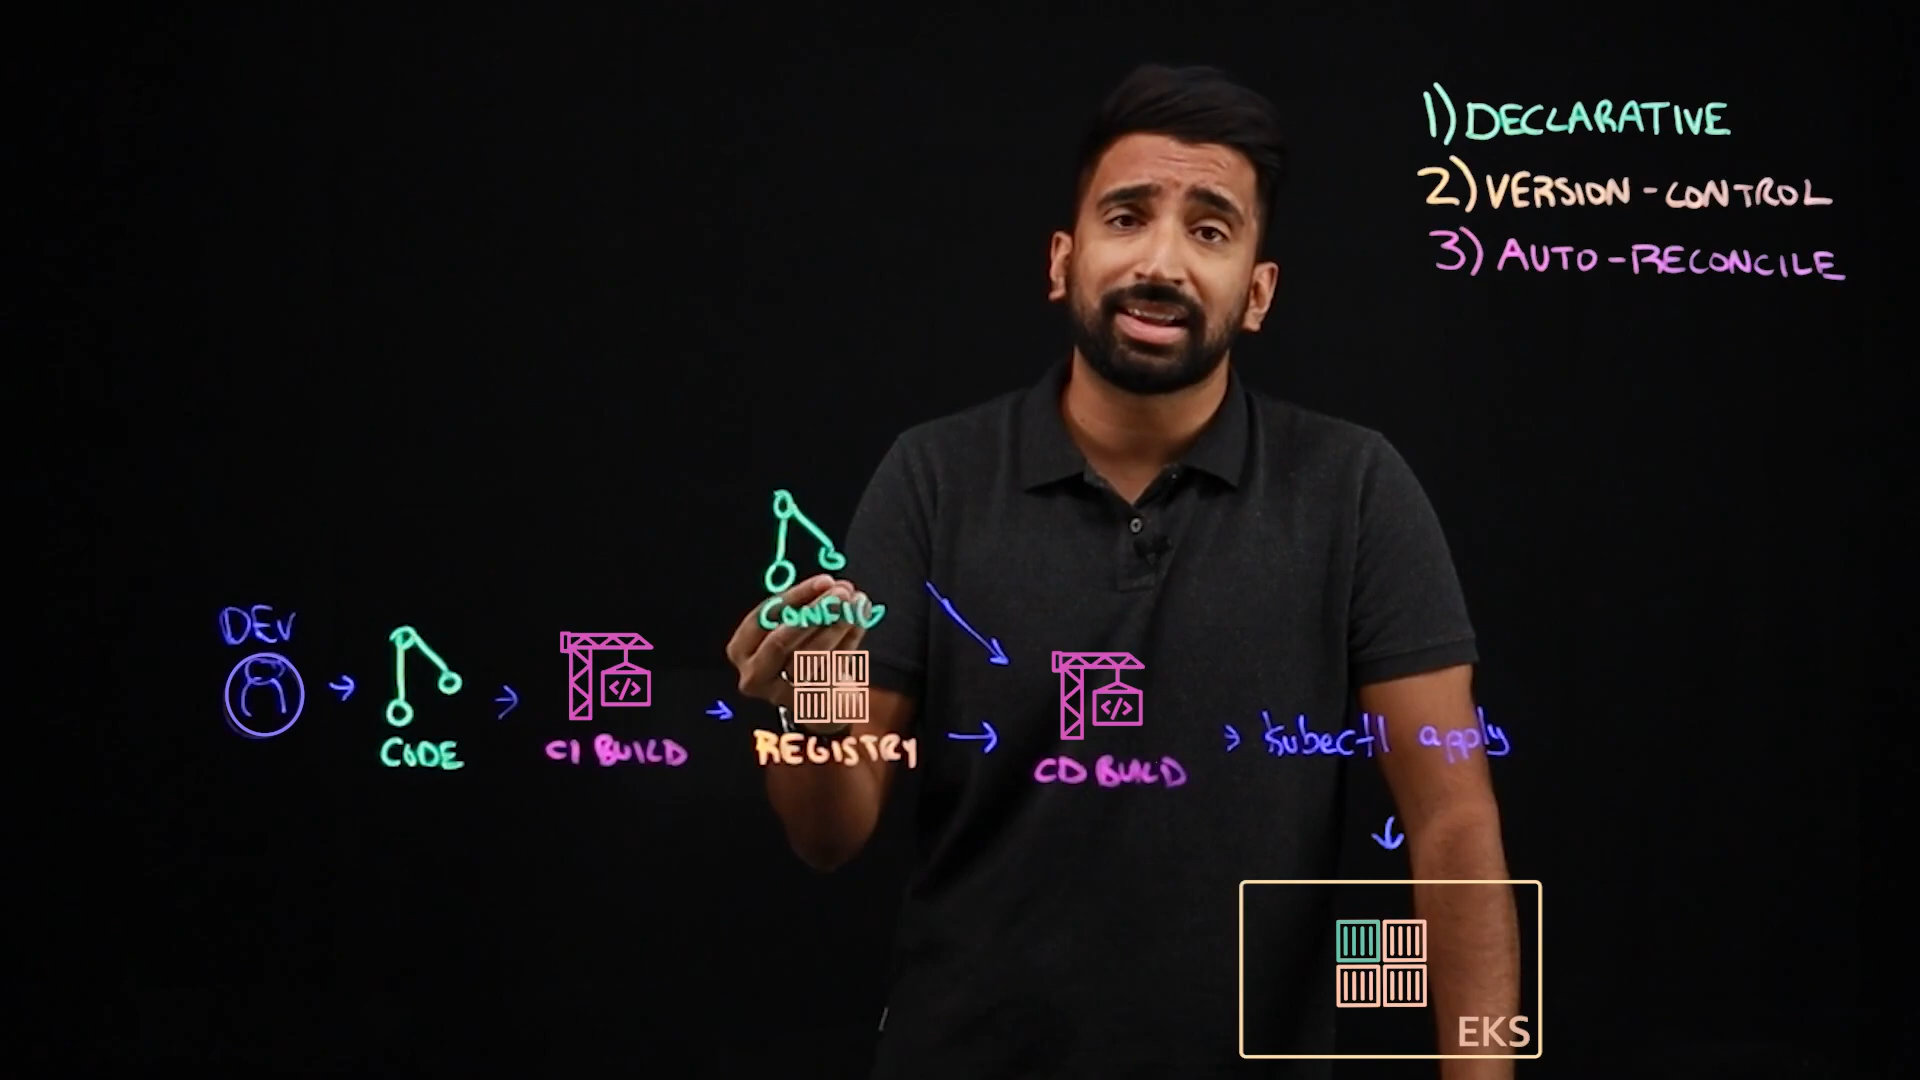 1) DECLARATIVE
2) VERSION-CONTROL
3) AUTO-RECONCILE
CONFIG
DEV
</>
</>
CODE
CI BUILD
REGISTRY
CD BUILD
kubectl apply
EKS